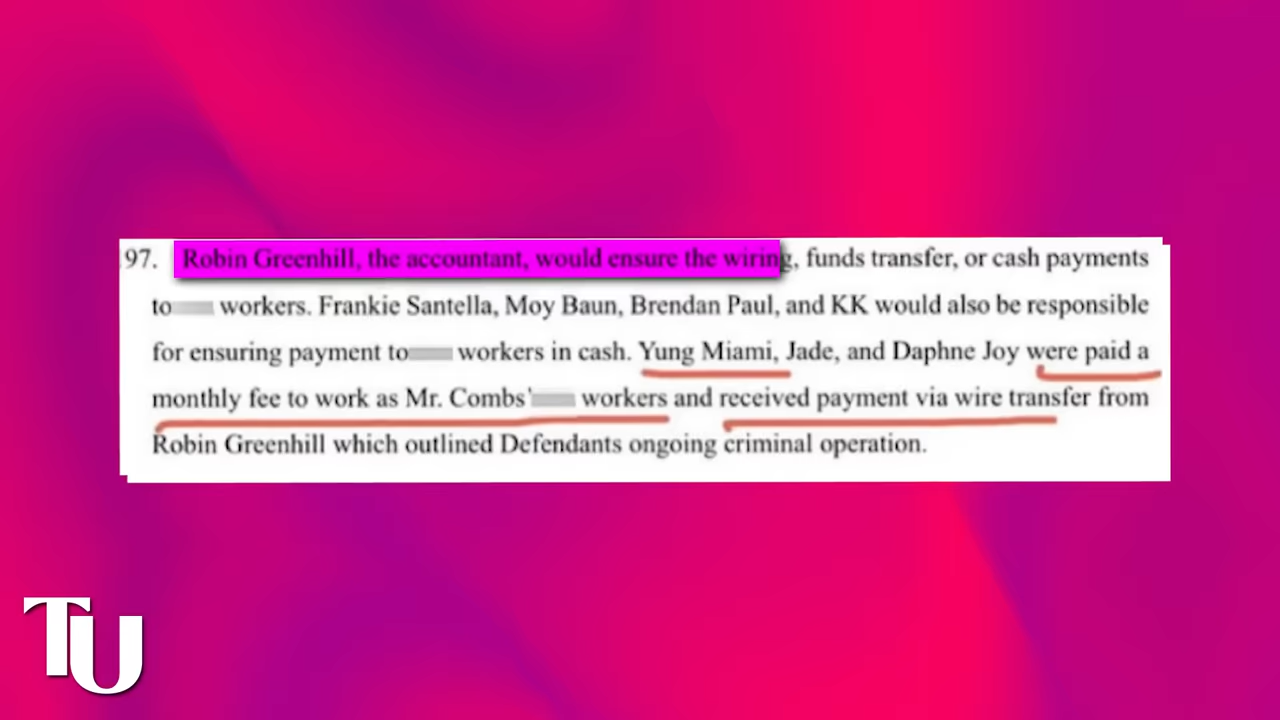 97. Robin Greenhill, the accountant, would ensure the wiring, funds transfer, or cash payments
to workers. Frankie Santella, Moy Baun, Brendan Paul, and KK would also be responsible
for ensuring payment to workers in cash. Yung Miami, Jade, and Daphne Joy were paid a
monthly fee to work as Mr. Combs' workers and received payment via wire transfer from
Robin Greenhill which outlined Defendants ongoing criminal operation.
TU